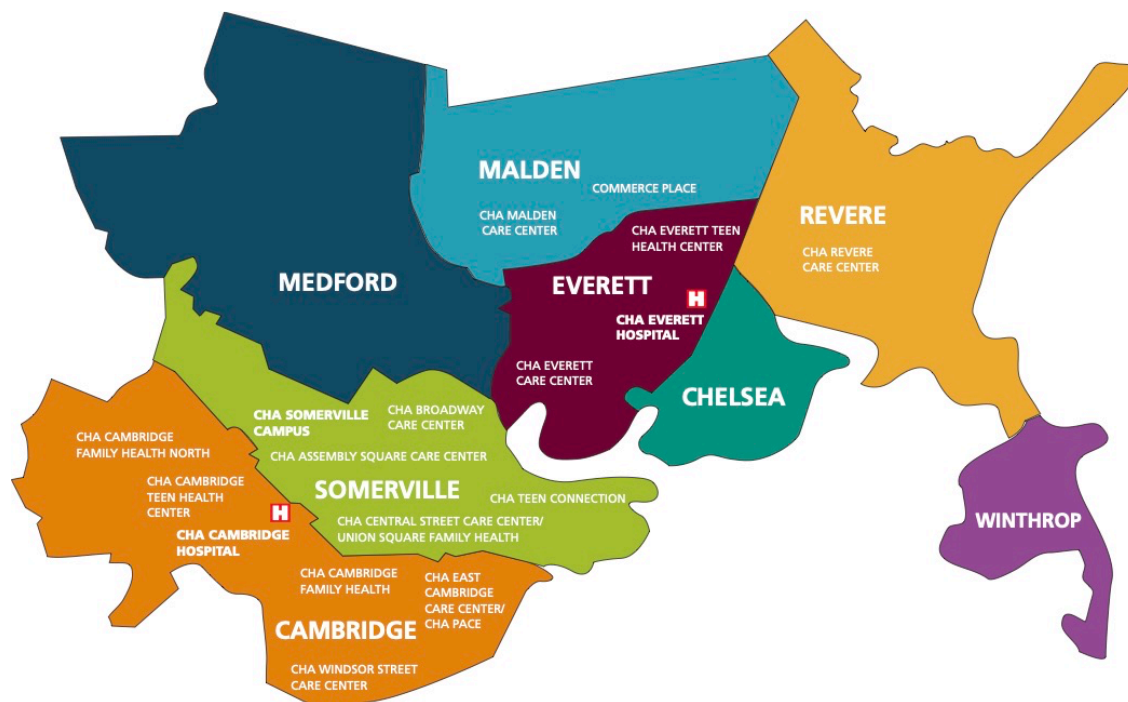 MALDEN
COMMERCE PLACE
CHA MALDEN
CARE CENTER
REVERE
CHA REVERE
CARE CENTER
MEDFORD
CHA EVERETT TEEN
HEALTH CENTER
EVERETT
H
CHA EVERETT
HOSPITAL
CHA EVERETT
CARE CENTER
CHELSEA
WINTHROP
CHA SOMERVILLE
CAMPUS
CHA BROADWAY
CARE CENTER
CHA ASSEMBLY SQUARE CARE CENTER
SOMERVILLE
CHA TEEN CONNECTION
CHA CENTRAL STREET CARE CENTER/
UNION SQUARE FAMILY HEALTH
CHA CAMBRIDGE
FAMILY HEALTH NORTH
CHA CAMBRIDGE
TEEN HEALTH
CENTER
H
CHA CAMBRIDGE
HOSPITAL
CHA CAMBRIDGE
FAMILY HEALTH
CHA EAST
CAMBRIDGE
CARE CENTER/
CHA PACE
CAMBRIDGE
CHA WINDSOR STREET
CARE CENTER